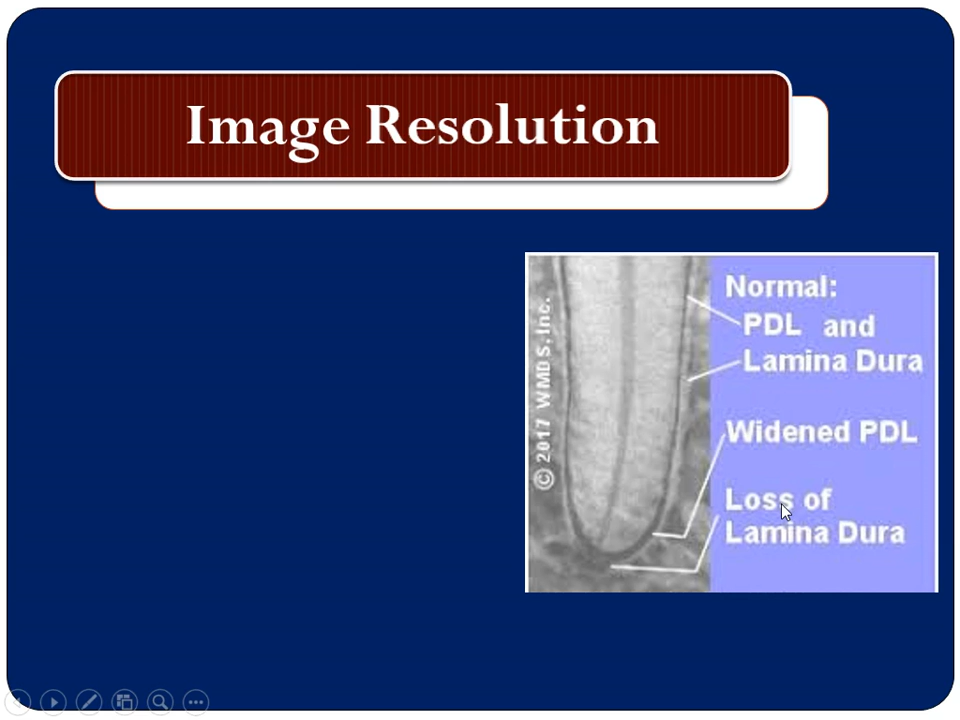 Image Resolution
© 2017 WMDS, Inc.
Normal:
PDL and
Lamina Dura
Widened PDL
Loss of
Lamina Dura